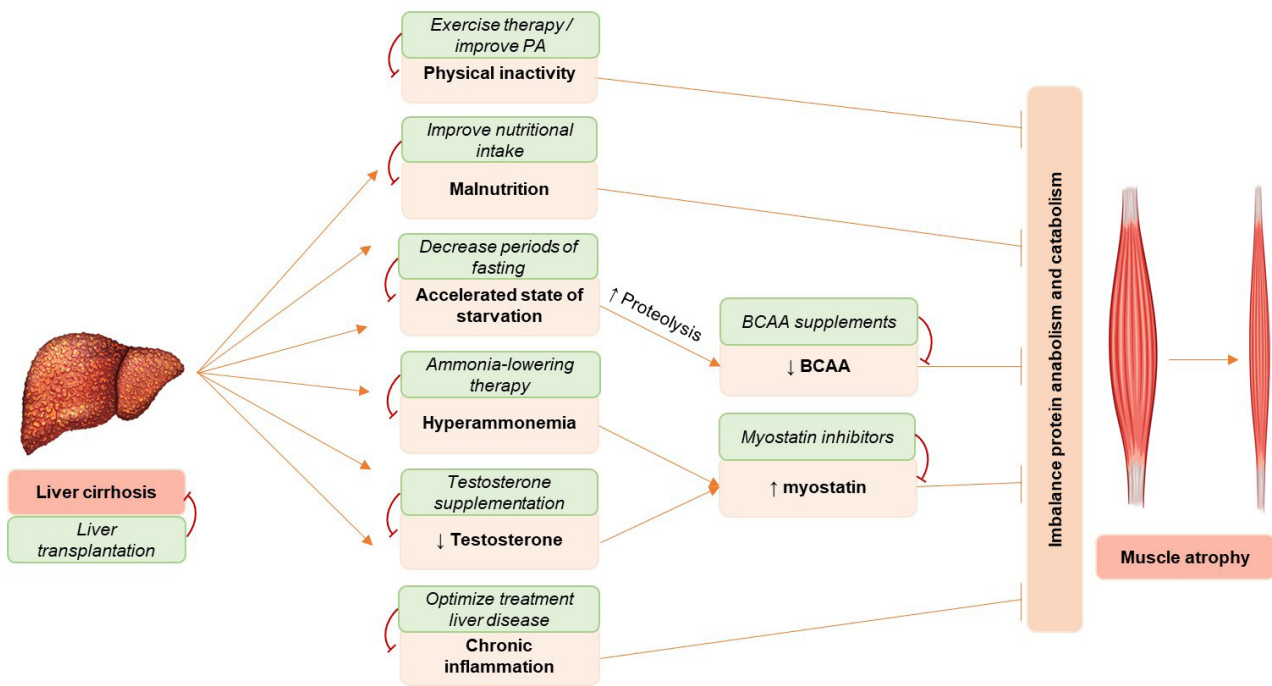 Exercise therapy /
improve PA
Physical inactivity
Improve nutritional
intake
Malnutrition
Decrease periods of
fasting
Accelerated state of
starvation
↑ Proteolysis
BCAA supplements
↓ BCAA
Ammonia-lowering
therapy
Hyperammonemia
Myostatin inhibitors
↑ myostatin
Testosterone
supplementation
↓ Testosterone
Optimize treatment
liver disease
Chronic
inflammation
Liver cirrhosis
Liver
transplantation
Imbalance protein anabolism and catabolism
Muscle atrophy